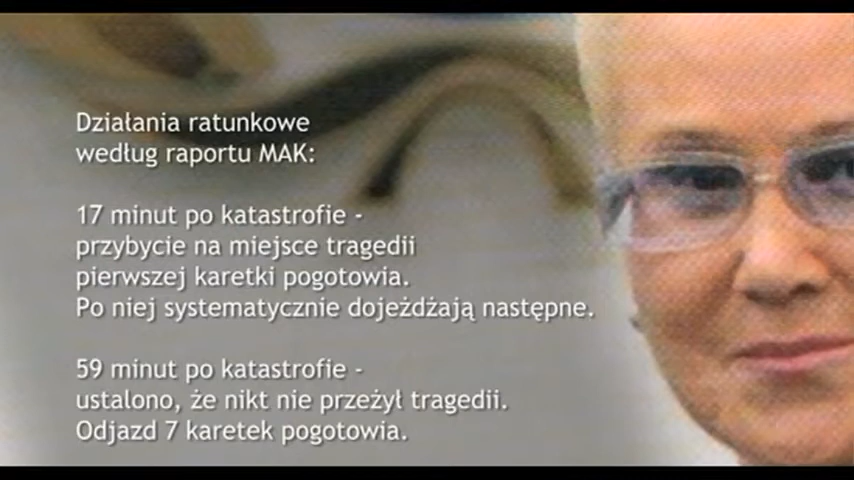 Działania ratunkowe
według raportu MAK:
17 minut po katastrofie -
przybycie na miejsce tragedii
pierwszej karetki pogotowia.
Po niej systematycznie dojeżdżają następne.
59 minut po katastrofie -
ustalono, że nikt nie przeżył tragedii.
Odjazd 7 karetek pogotowia.